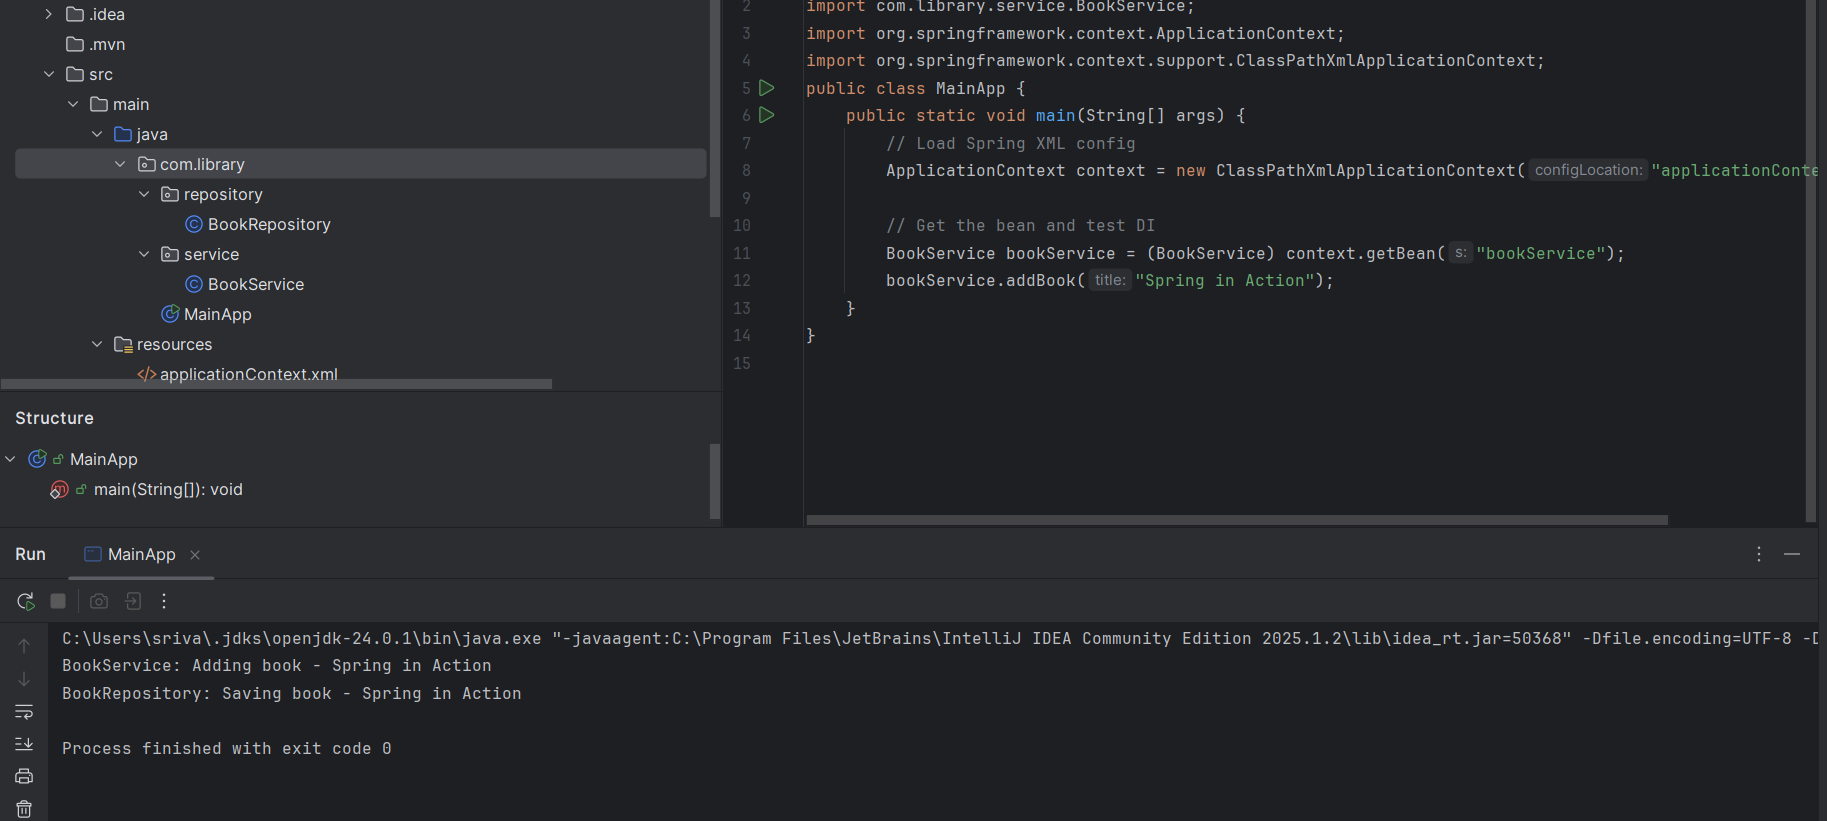 .idea
.mvn
src
main
java
com.library
repository
BookRepository
service
BookService
MainApp
resources
applicationContext.xml
Structure
MainApp
main(String[]): void
2 import com.library.service.BookService;
3 import org.springframework.context.ApplicationContext;
4 import org.springframework.context.support.ClassPathXmlApplicationContext;
5 public class MainApp {
6 public static void main(String[] args) {
7 // Load Spring XML config
8 ApplicationContext context = new ClassPathXmlApplicationContext( configLocation: "applicationConte
9
10 // Get the bean and test DI
11 BookService bookService = (BookService) context.getBean( s: "bookService");
12 bookService.addBook( title: "Spring in Action");
13 }
14 }
15
Run MainApp
C:\Users\sriva\.jdks\openjdk-24.0.1\bin\java.exe "-javaagent:C:\Program Files\JetBrains\IntelliJ IDEA Community Edition 2025.1.2\lib\idea_rt.jar=50368" -Dfile.encoding=UTF-8 -D
BookService: Adding book - Spring in Action
BookRepository: Saving book - Spring in Action
Process finished with exit code 0